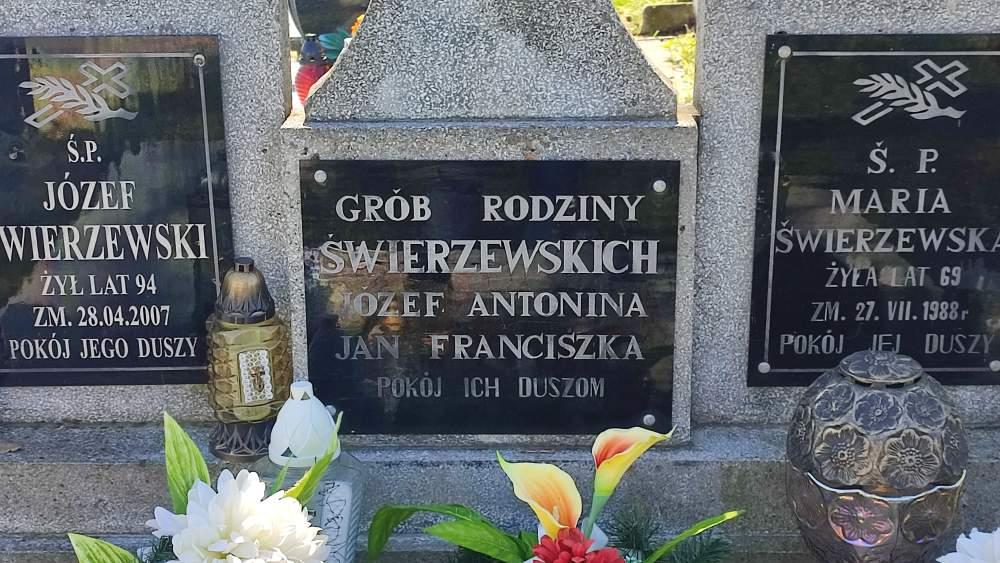 Ś.P.
JÓZEF
WIERZEWSKI
ŻYŁ LAT 94
ZM. 28.04.2007
POKÓJ JEGO DUSZY
GRÓB RODZINY
ŚWIERZEWSKICH
JÓZEF ANTONINA
JAN FRANCISZKA
POKÓJ ICH DUSZOM
Ś. P.
MARIA
ŚWIERZEWSKA
ŻYŁA LAT 69
ZM. 27. VII. 1988r
POKÓJ JEJ DUSZY